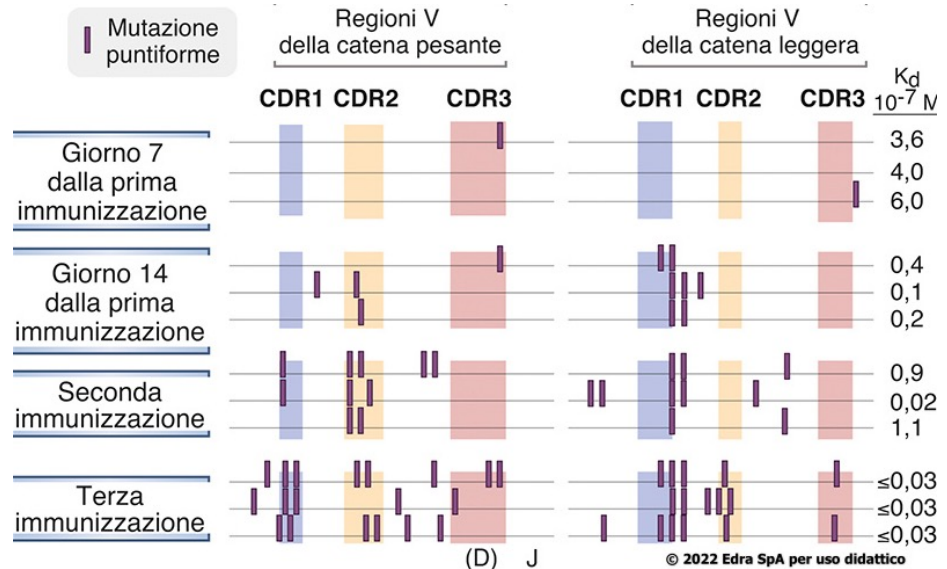 Mutazione
puntiforme
Regioni V
della catena pesante
Regioni V
della catena leggera
CDR1 CDR2 CDR3
CDR1 CDR2 CDR3
Kd
10-7 M
Giorno 7
dalla prima
immunizzazione
3,6
4,0
6,0
Giorno 14
dalla prima
immunizzazione
0,4
0,1
0,2
Seconda
immunizzazione
0,9
0,02
1,1
Terza
immunizzazione
≤0,03
≤0,03
≤0,03
(D) J
© 2022 Edra SpA per uso didattico